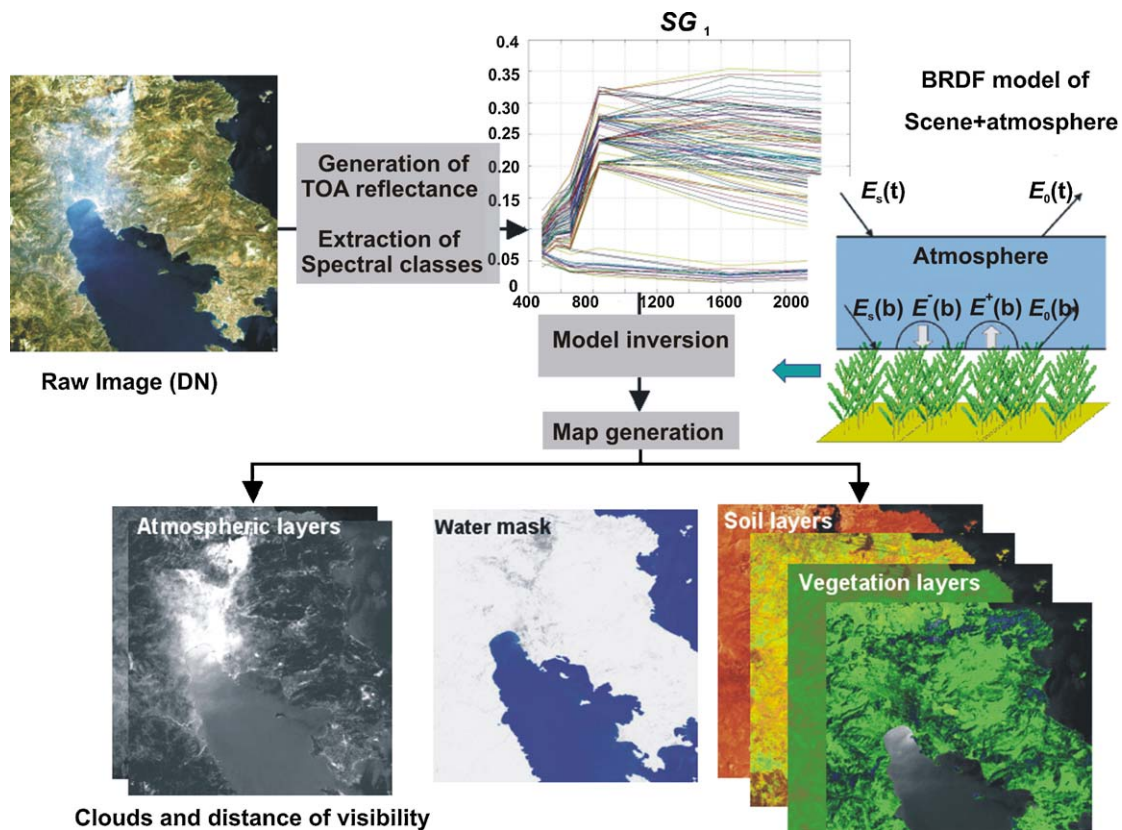 SG 1
0.4
0.35
0.30
0.25
0.20
0.15
0.1
0.05
0
400 800 1200 1600 2000
Generation of
TOA reflectance
Extraction of
Spectral classes
Raw Image (DN)
BRDF model of
Scene+atmosphere
Es(t) E0(t)
Atmosphere
Es(b) E-(b) E+(b) E0(b)
Model inversion
Map generation
Atmospheric layers
Water mask
Soil layers
Vegetation layers
Clouds and distance of visibility